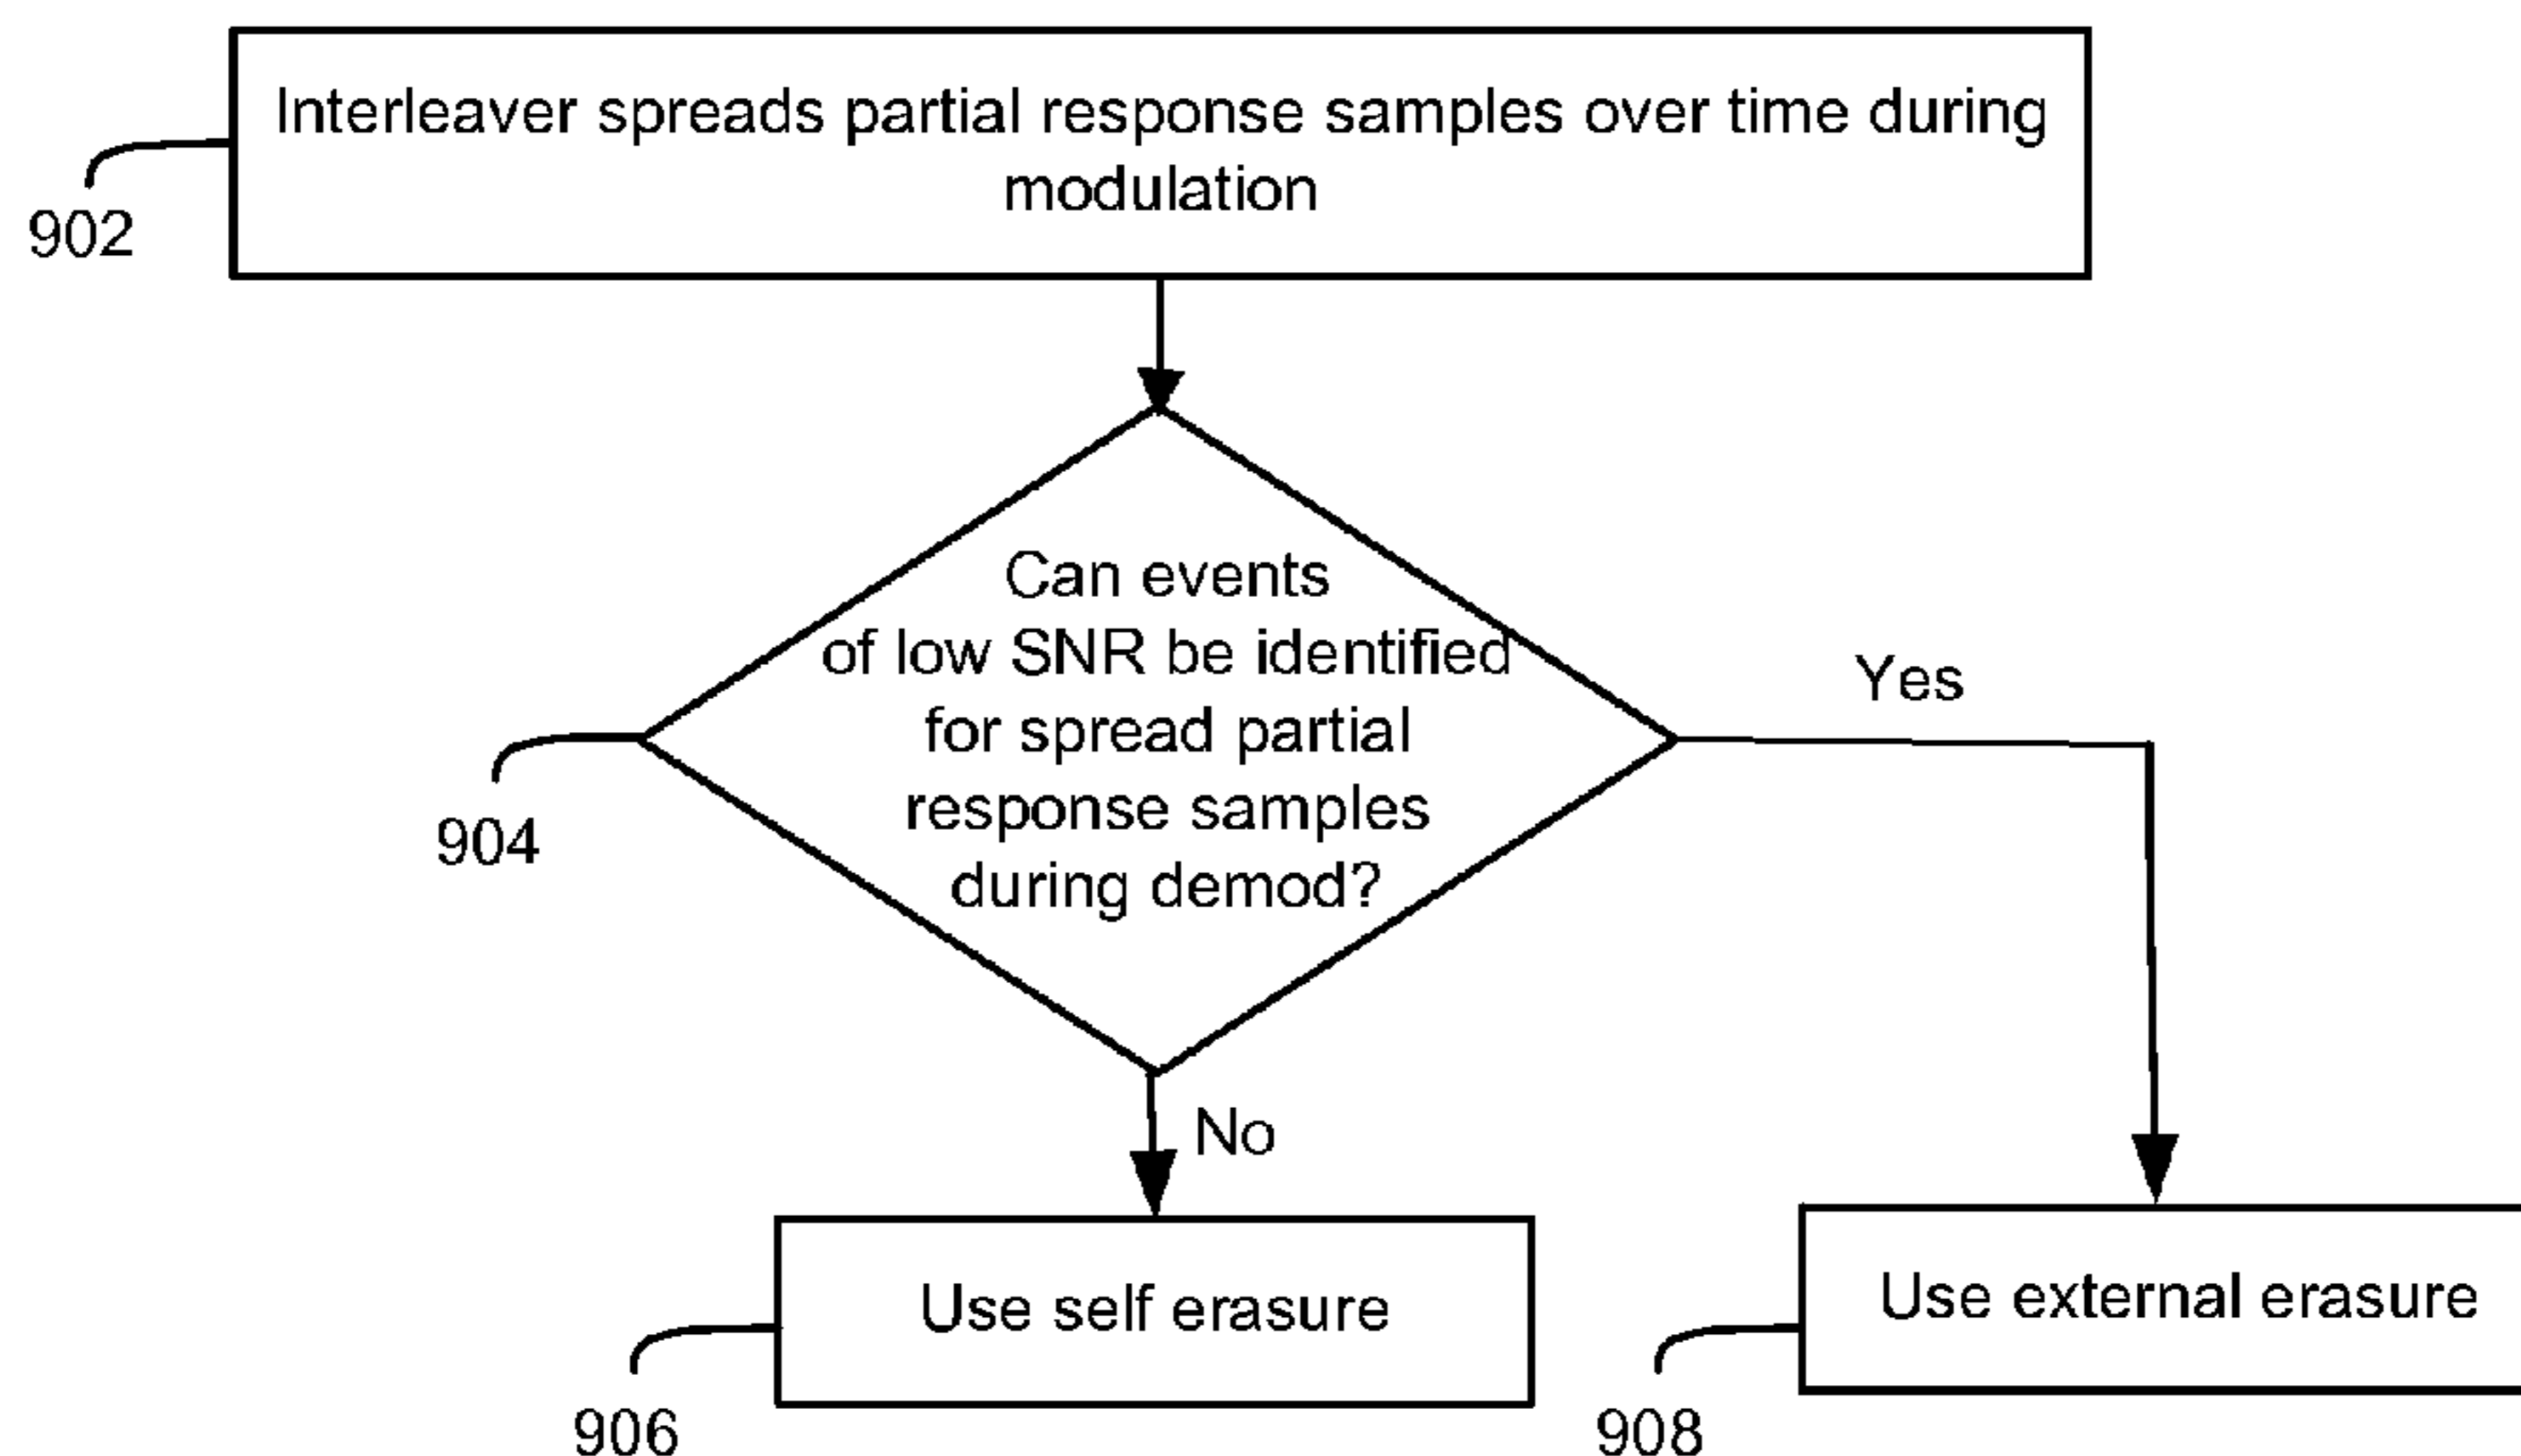 Interleaver spreads partial response samples over time during
modulation
902
Can events
of low SNR be identified
for spread partial
response samples
during demod?
Yes
904
No
Use self erasure
Use external erasure
906
908